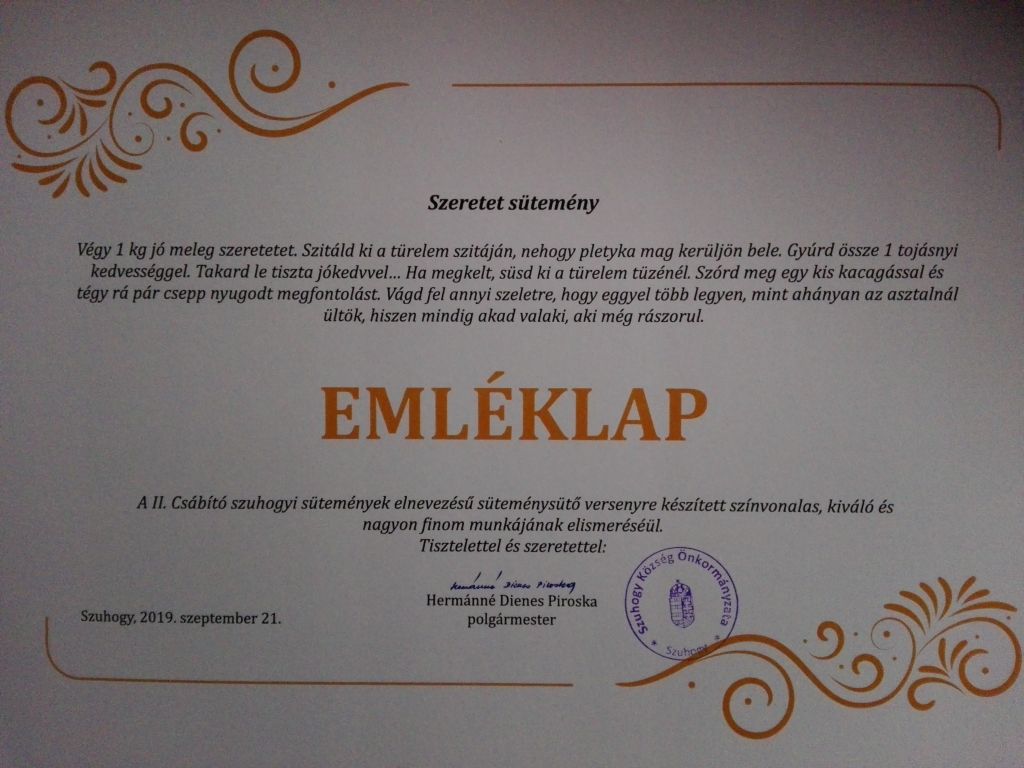 Szeretet sütemény
Végy 1 kg jó meleg szeretetet. Szitáld ki a türelem szitáján, nehogy pletyka mag kerüljön bele. Gyúrd össze 1 tojásnyi
kedvességgel. Takard le tiszta jókedvvel... Ha megkelt, süsd ki a türelem tüzénél. Szórd meg egy kis kacagással és
tégy rá pár csepp nyugodt megfontolást. Vágd fel annyi szeletre, hogy eggyel több legyen, mint ahányan az asztalnál
ültök, hiszen mindig akad valaki, aki még rászorul.
EMLÉKLAP
A II. Csábító szuhogyi sütemények elnevezésű süteménysütő versenyre készített színvonalas, kiváló és
nagyon finom munkájának elismeréséül.
Tisztelettel és szeretettel:
Hermánné Dienes Piroska
Hermánné Dienes Piroska
polgármester
Szuhogy, 2019. szeptember 21.
Szuhogy Község Önkormányzata
* Szuhogy *